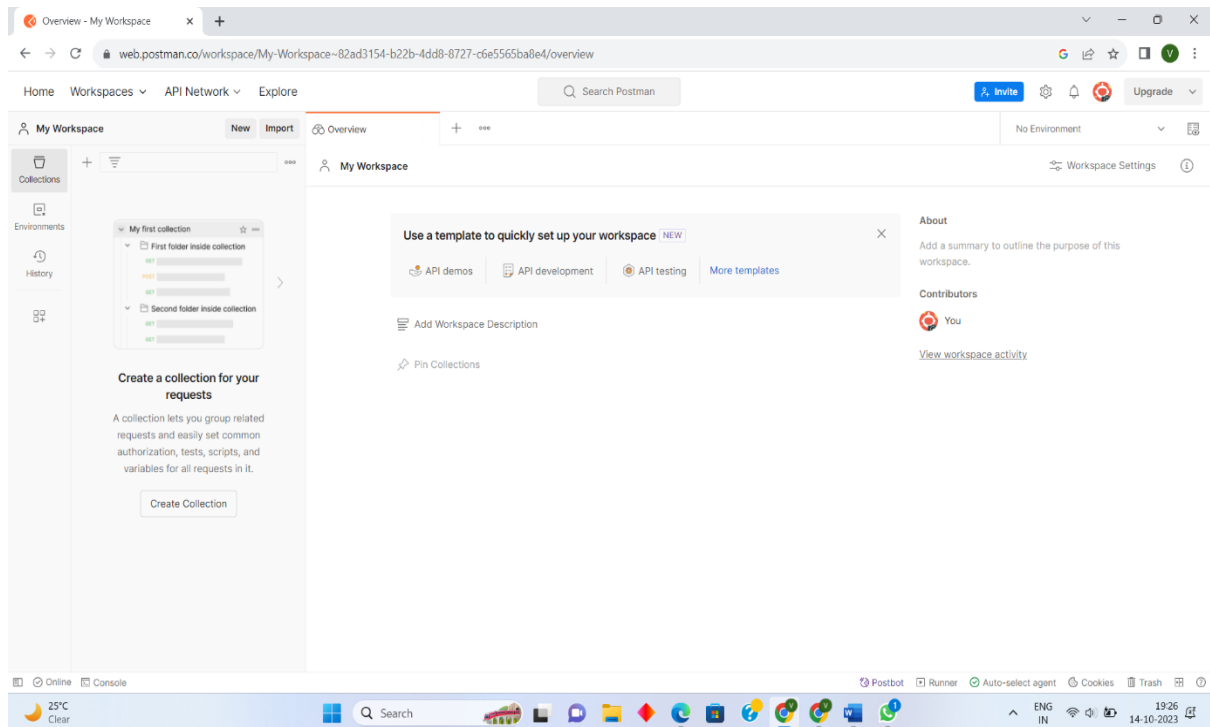 Overview - My Workspace
web.postman.co/workspace/My-Workspace~82ad3154-b22b-4dd8-8727-c6e5565ba8e4/overview
G
V
Home Workspaces API Network Explore
Search Postman
Invite
Upgrade
My Workspace New Import
Overview
No Environment
Collections
Environments
History
My Workspace
Workspace Settings
My first collection
First folder inside collection
GET
POST
GET
Second folder inside collection
GET
GET
Create a collection for your
requests
A collection lets you group related
requests and easily set common
authorization, tests, scripts, and
variables for all requests in it.
Create Collection
Use a template to quickly set up your workspace NEW
API demos API development API testing More templates
Add Workspace Description
Pin Collections
About
Add a summary to outline the purpose of this
workspace.
Contributors
You
View workspace activity
Online Console
Postbot Runner Auto-select agent Cookies Trash
25°C
Clear
Search
V
V
W
1
ENG
IN
19:26
14-10-2023